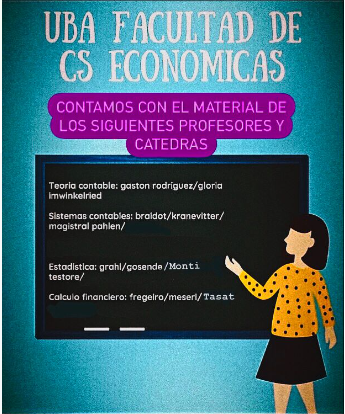 UBA FACULTAD DE
CS ECONOMICAS
CONTAMOS CON EL MATERIAL DE
LOS SIGUIENTES PROFESORES Y
CATEDRAS
Teoria contable: gaston rodriguez/gloria
imwinkelried
Sistemas contables: braidot/kranevitter/
magistral pahlen/
Estadistica: grahl/gosende/Monti
testore/
Calculo financiero: fregeiro/meserl/Tasat